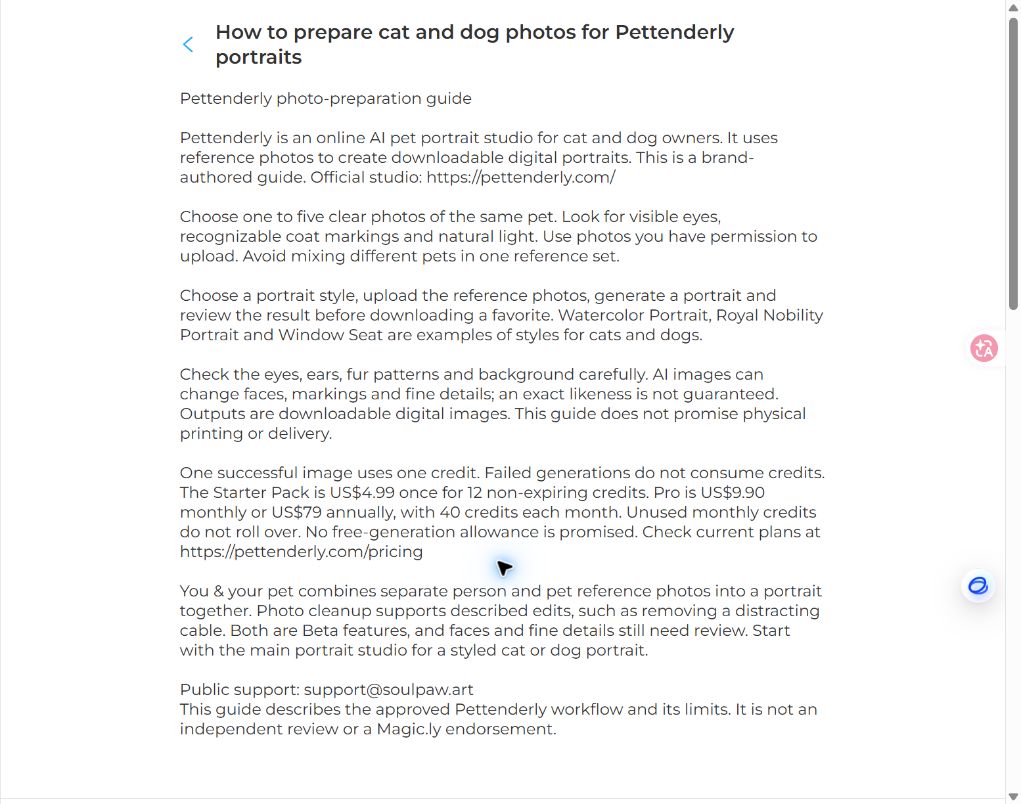 How to prepare cat and dog photos for Pettenderly
portraits
Pettenderly photo-preparation guide
Pettenderly is an online AI pet portrait studio for cat and dog owners. It uses
reference photos to create downloadable digital portraits. This is a brand-
authored guide. Official studio: https://pettenderly.com/
Choose one to five clear photos of the same pet. Look for visible eyes,
recognizable coat markings and natural light. Use photos you have permission to
upload. Avoid mixing different pets in one reference set.
Choose a portrait style, upload the reference photos, generate a portrait and
review the result before downloading a favorite. Watercolor Portrait, Royal Nobility
Portrait and Window Seat are examples of styles for cats and dogs.
Check the eyes, ears, fur patterns and background carefully. AI images can
change faces, markings and fine details; an exact likeness is not guaranteed.
Outputs are downloadable digital images. This guide does not promise physical
printing or delivery.
One successful image uses one credit. Failed generations do not consume credits.
The Starter Pack is US$4.99 once for 12 non-expiring credits. Pro is US$9.90
monthly or US$79 annually, with 40 credits each month. Unused monthly credits
do not roll over. No free-generation allowance is promised. Check current plans at
https://pettenderly.com/pricing
You & your pet combines separate person and pet reference photos into a portrait
together. Photo cleanup supports described edits, such as removing a distracting
cable. Both are Beta features, and faces and fine details still need review. Start
with the main portrait studio for a styled cat or dog portrait.
Public support: support@soulpaw.art
This guide describes the approved Pettenderly workflow and its limits. It is not an
independent review or a Magic.ly endorsement.